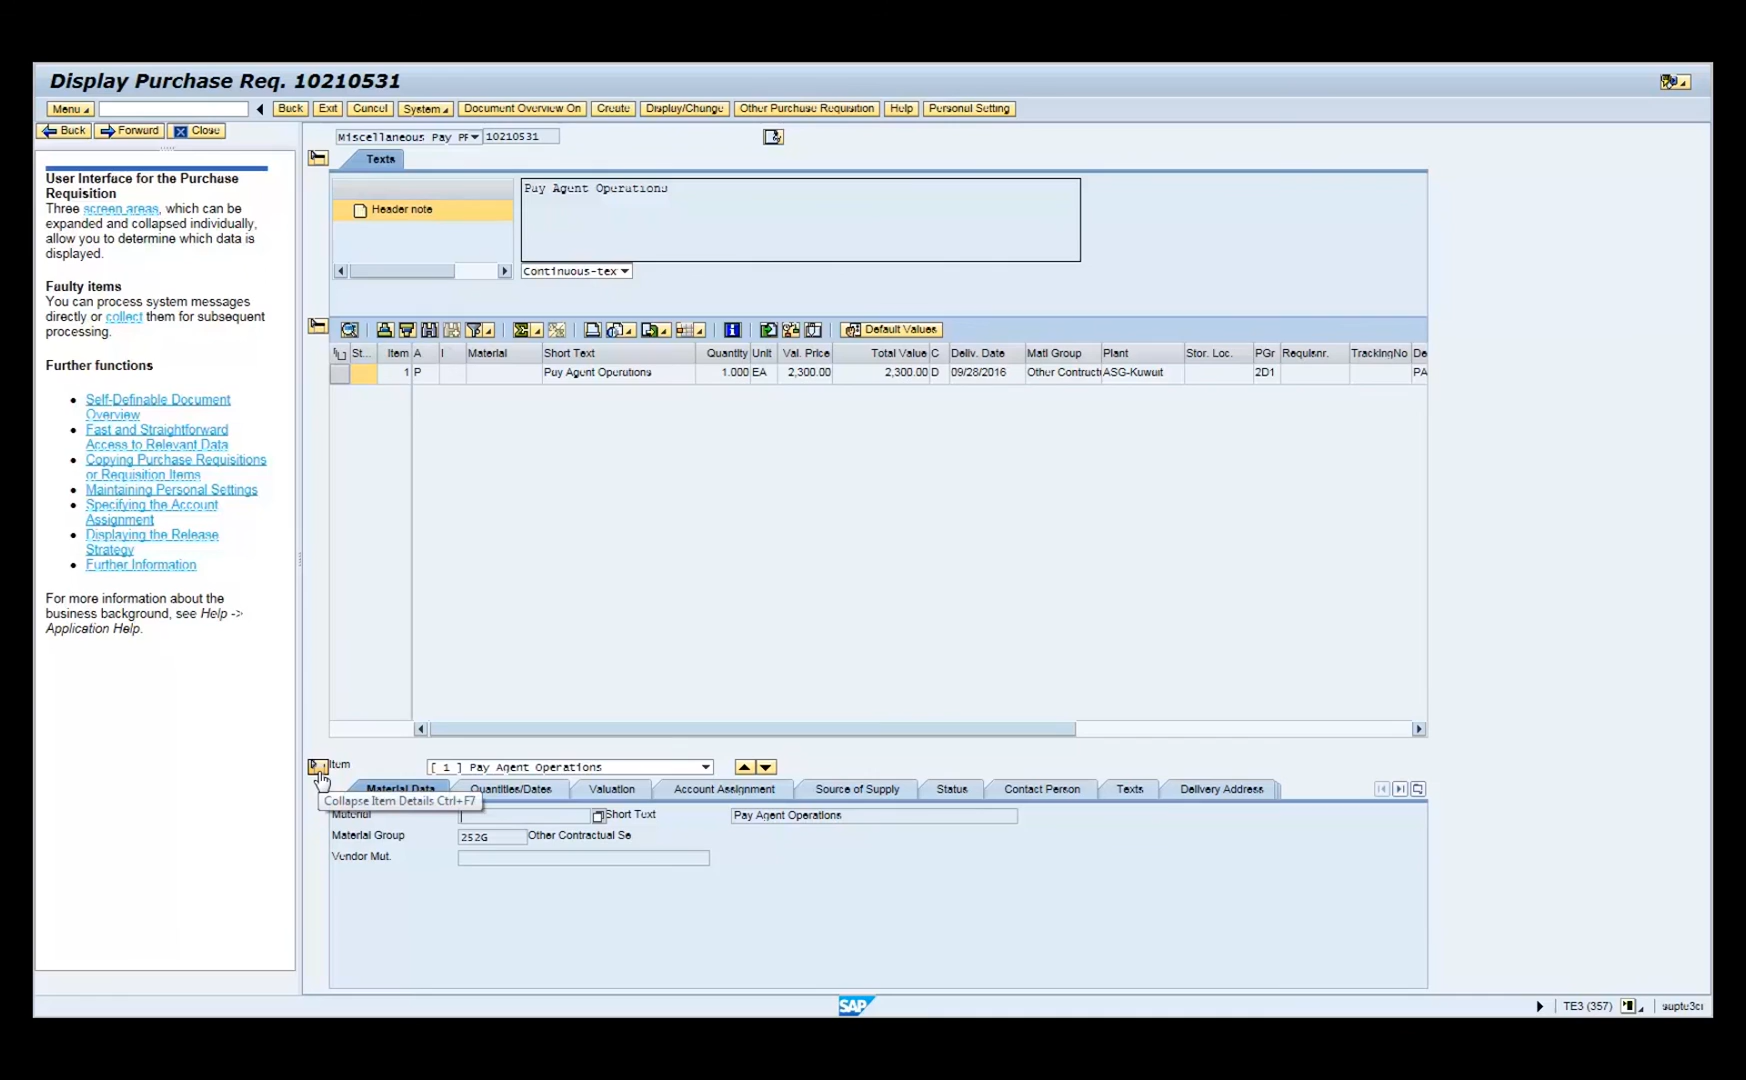 Display Purchase Req. 10210531
Menu Back Exit Cancel System Document Overview On Create Display/Change Other Purchase Requisition Help Personal Setting
Back Forward Close
User Interface for the Purchase
Requisition
Three screen areas, which can be
expanded and collapsed individually,
allow you to determine which data is
displayed.
Faulty items
You can process system messages
directly or collect them for subsequent
processing.
Further functions
Self-Definable Document
Overview
Fast and Straightforward
Access to Relevant Data
Copying Purchase Requisitions
or Requisition Items
Maintaining Personal Settings
Specifying the Account
Assignment
Displaying the Release
Strategy
Further Information
For more information about the
business background, see Help ->
Application Help.
Miscellaneous Pay PF 10210531
Texts
Pay Agent Operations
Header note
Continuous-tex
Default Values
St... Item A I Material Short Text Quantity Unit Val. Price Total Value C Deliv. Date Matl Group Plant Stor. Loc. PGr Requisnr. TrackingNo De
1 P Pay Agent Operations 1.000 EA 2,300.00 2,300.00 D 09/28/2016 Other Contracti ASG-Kuwait 2D1 PA
Item [ 1 ] Pay Agent Operations
Material Data Quantities/Dates Valuation Account Assignment Source of Supply Status Contact Person Texts Delivery Address
Collapse Item Details Ctrl+F7
Material Short Text Pay Agent Operations
Material Group 252G Other Contractual Se
Vendor Mat.
SAP
TE3 (357)